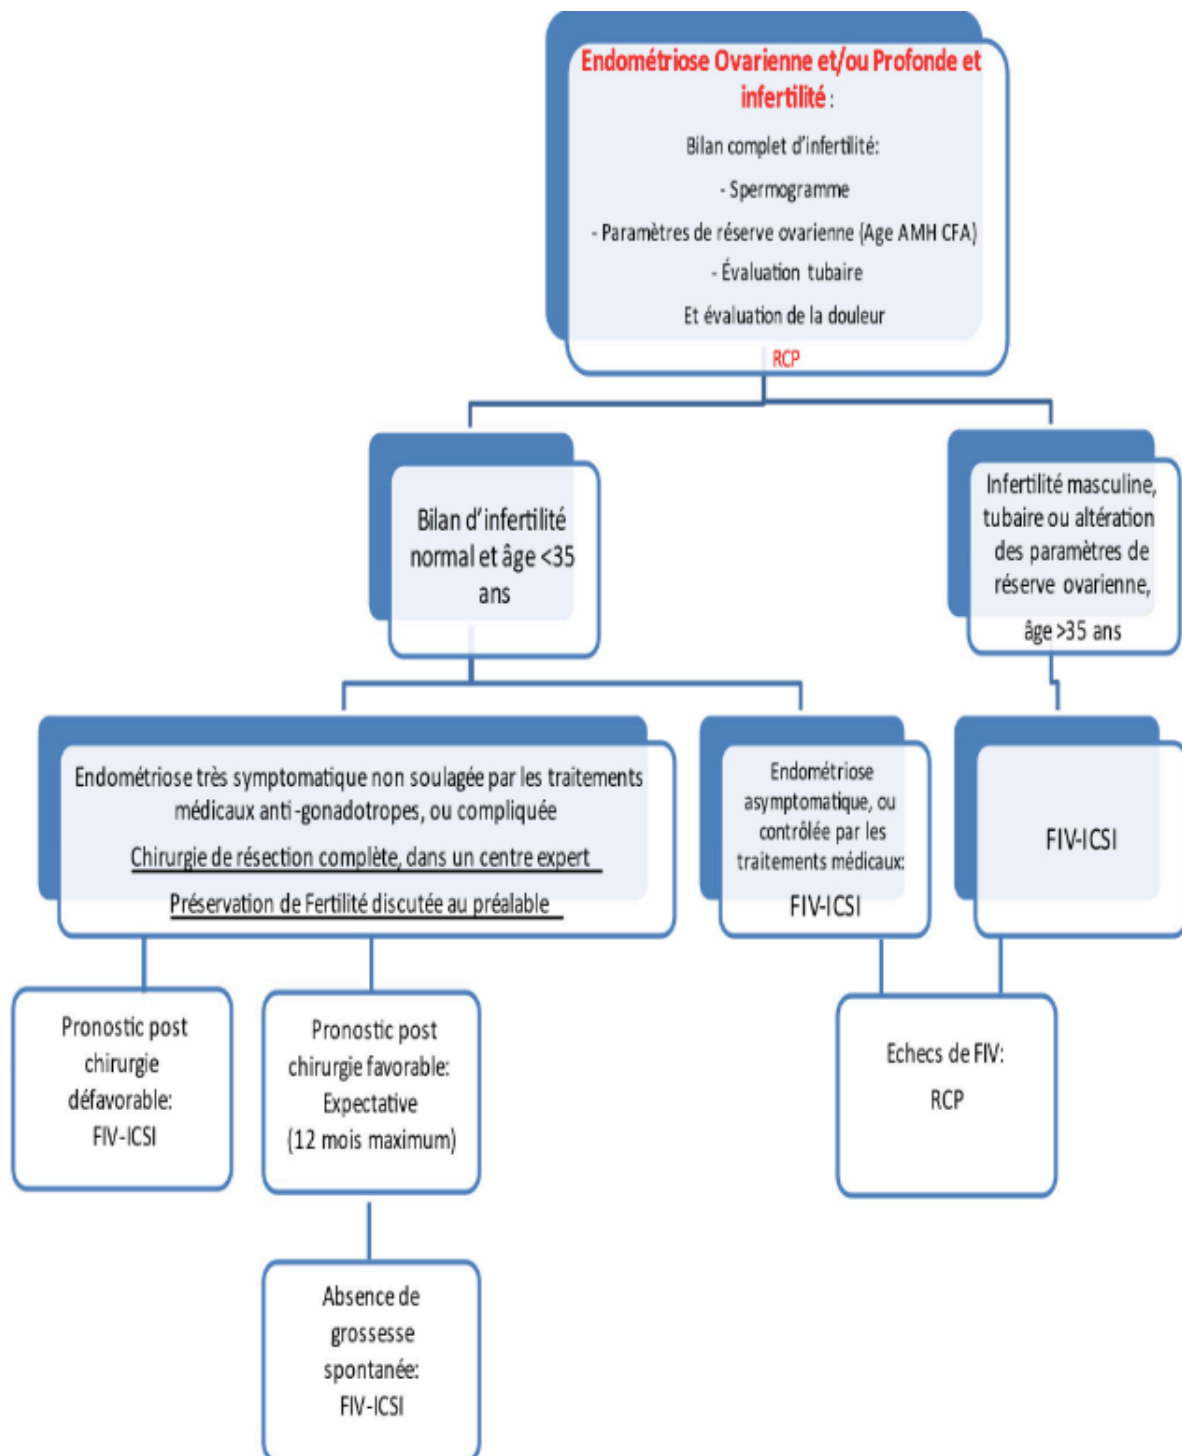 Endométriose Ovarienne et/ou Profonde et
infertilité :
Bilan complet d'infertilité:
- Spermogramme
- Paramètres de réserve ovarienne (Age AMH CFA)
- Évaluation tubaire
Et évaluation de la douleur
RCP
Bilan d'infertilité
normal et âge <35
ans
Infertilité masculine,
tubaire ou altération
des paramètres de
réserve ovarienne,
âge >35 ans
Endométriose très symptomatique non soulagée par les traitements
médicaux anti-gonadotropes, ou compliquée
Chirurgie de résection complète, dans un centre expert
Préservation de Fertilité discutée au préalable
Endométriose
asymptomatique, ou
contrôlée par les
traitements médicaux:
FIV-ICSI
FIV-ICSI
Pronostic post
chirurgie
défavorable:
FIV-ICSI
Pronostic post
chirurgie favorable:
Expectative
(12 mois maximum)
Echecs de FIV:
RCP
Absence de
grossesse
spontanée:
FIV-ICSI